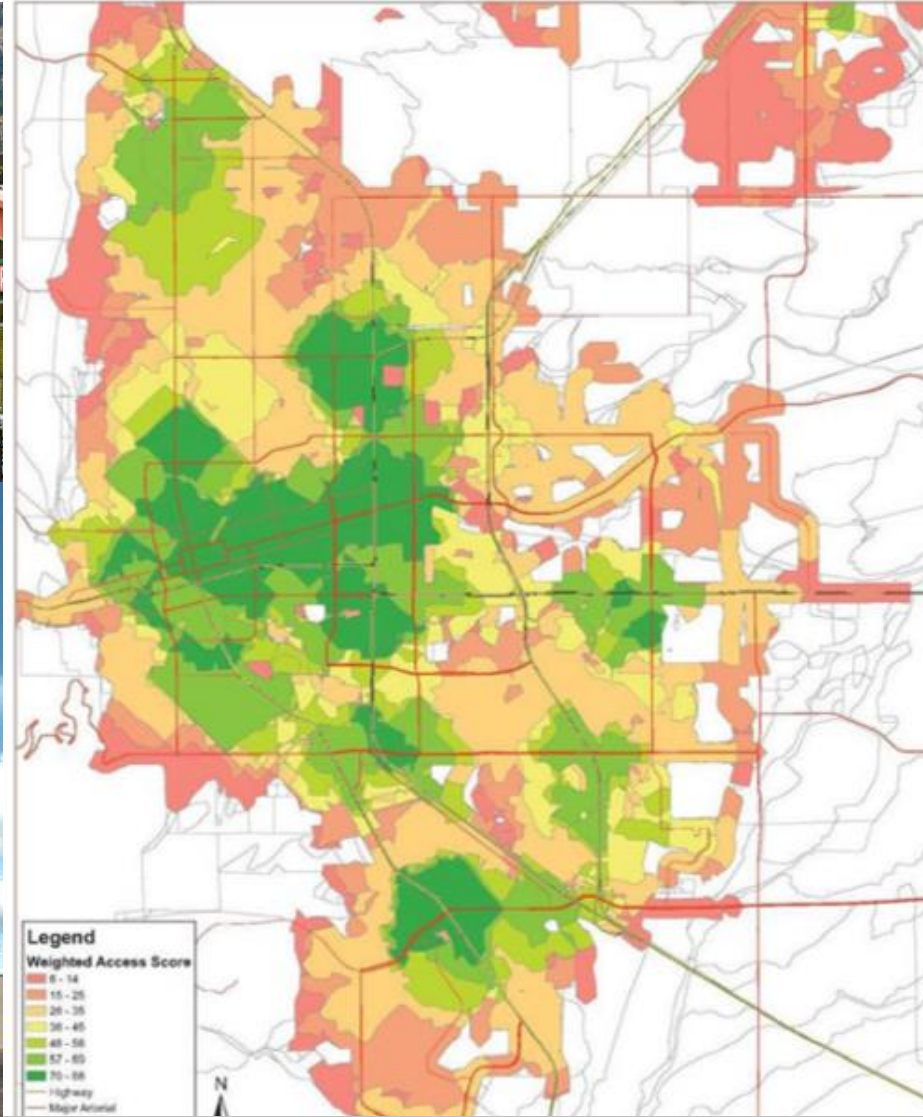 Legend
Weighted Access Score
6 - 14
15 - 25
26 - 35
36 - 45
46 - 56
57 - 69
70 - 88
Highway
Major Arterial
N